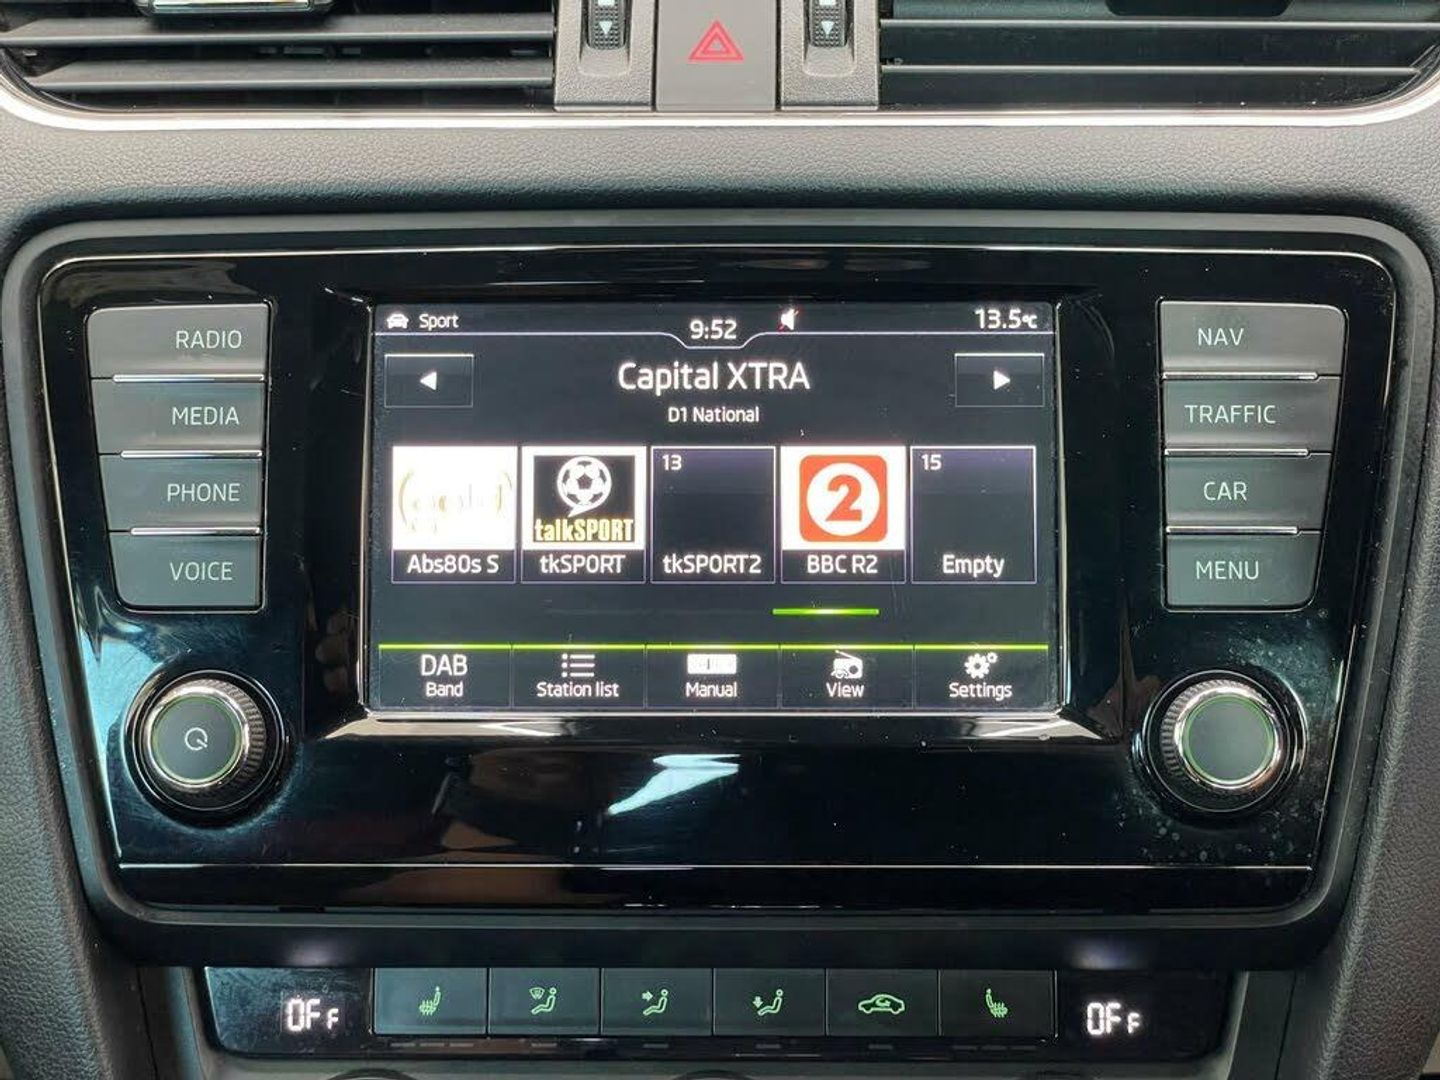 Sport
9:52
13.5°C
Capital XTRA
D1 National
13
15
talkSPORT
2
Abs80s S
tkSPORT
tkSPORT2
BBC R2
Empty
DAB
Band
Station list
Manual
View
Settings
RADIO
MEDIA
PHONE
VOICE
NAV
TRAFFIC
CAR
MENU
OFF
OFF